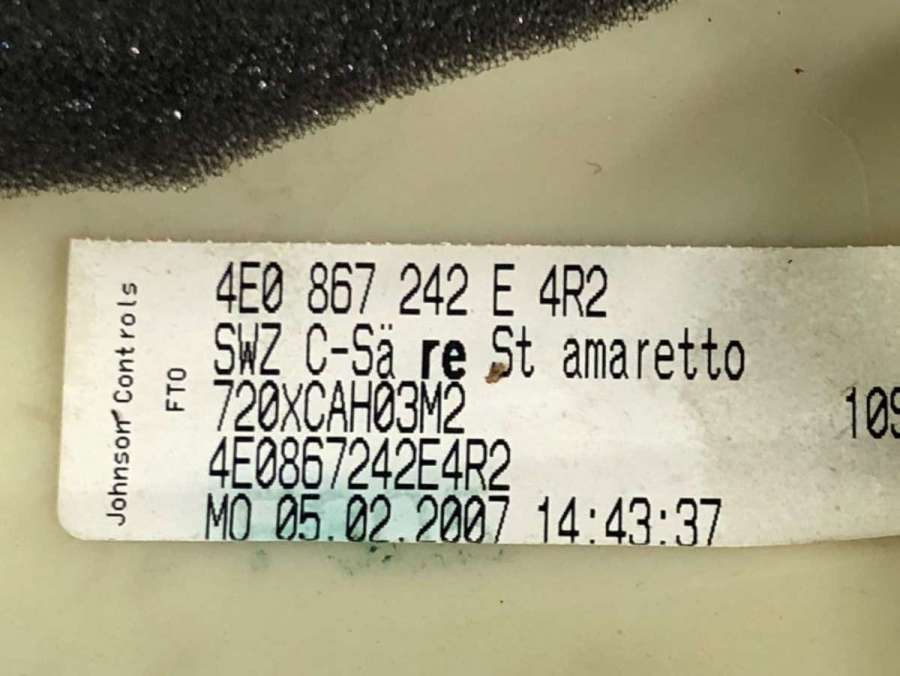 Johnson Controls
FTO
4E0 867 242 E 4R2
SWZ C-Sä re St amaretto
720XCAH03M2
4E0867242E4R2
MO 05.02.2007 14:43:37